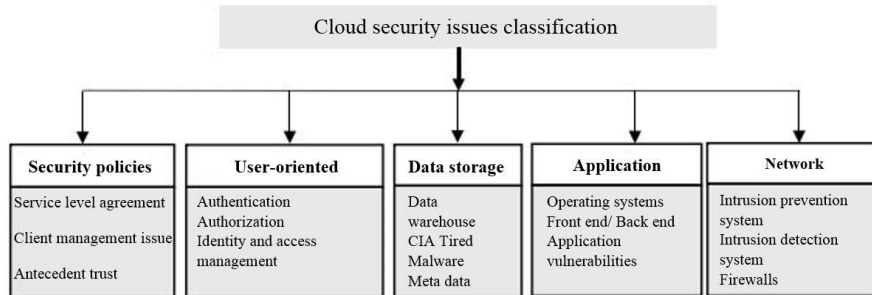 Cloud security issues classification
Security policies
Service level agreement
Client management issue
Antecedent trust
User-oriented
Authentication
Authorization
Identity and access
management
Data storage
Data
warehouse
CIA Tired
Malware
Meta data
Application
Operating systems
Front end/ Back end
Application
vulnerabilities
Network
Intrusion prevention
system
Intrusion detection
system
Firewalls